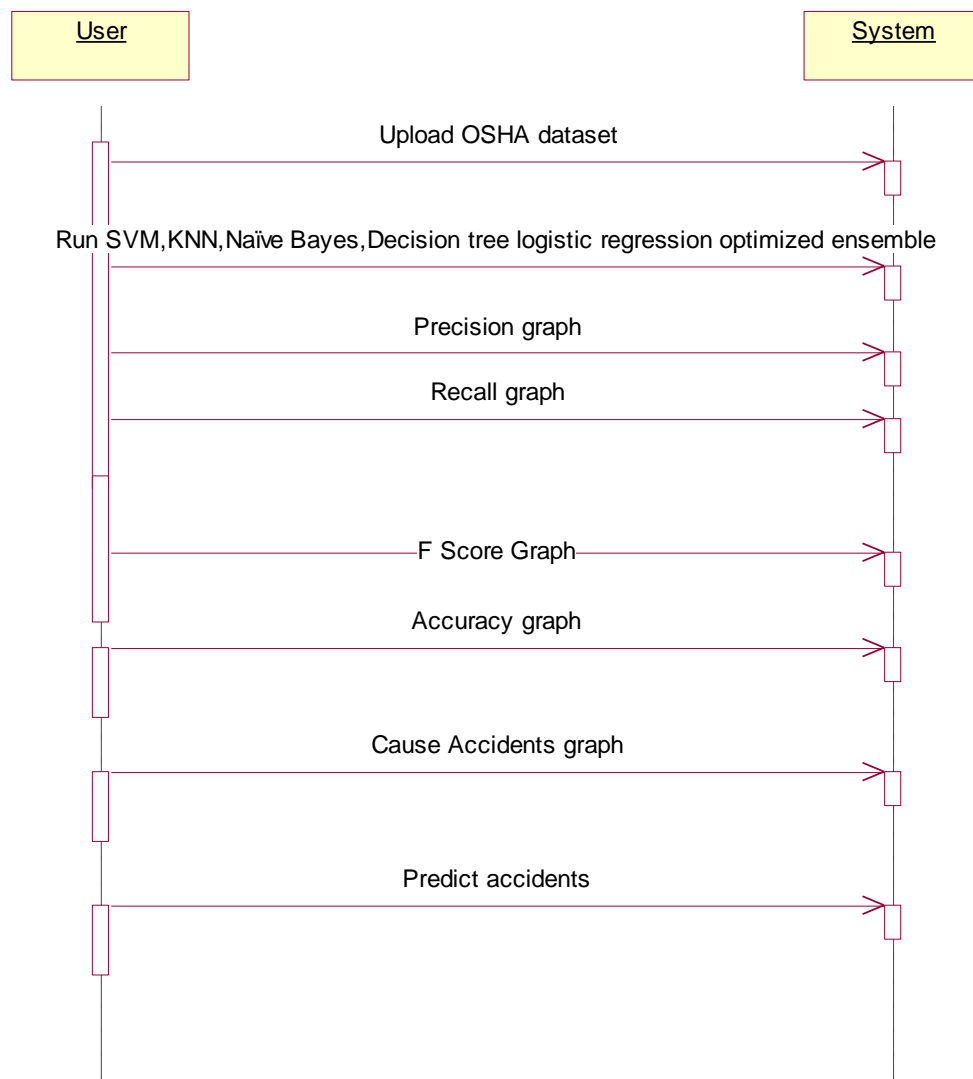 User
System
Upload OSHA dataset
Run SVM,KNN,Naïve Bayes,Decision tree logistic regression optimized ensemble
Precision graph
Recall graph
F Score Graph
Accuracy graph
Cause Accidents graph
Predict accidents